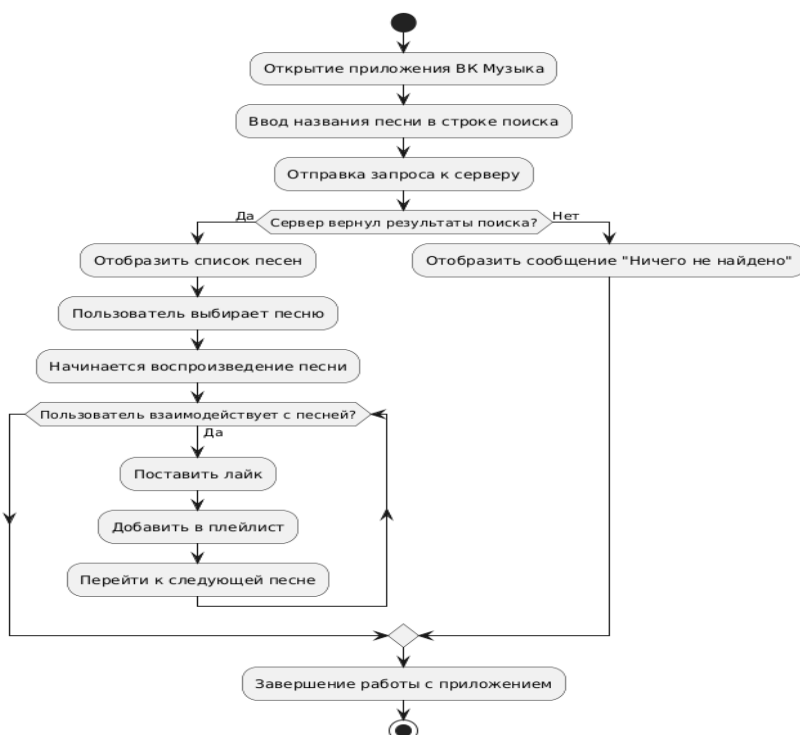 Открытие приложения ВК Музыка
Ввод названия песни в строке поиска
Отправка запроса к серверу
Да
Сервер вернул результаты поиска?
Нет
Отобразить список песен
Отобразить сообщение "Ничего не найдено"
Пользователь выбирает песню
Начинается воспроизведение песни
Пользователь взаимодействует с песней?
Да
Поставить лайк
Добавить в плейлист
Перейти к следующей песне
Завершение работы с приложением